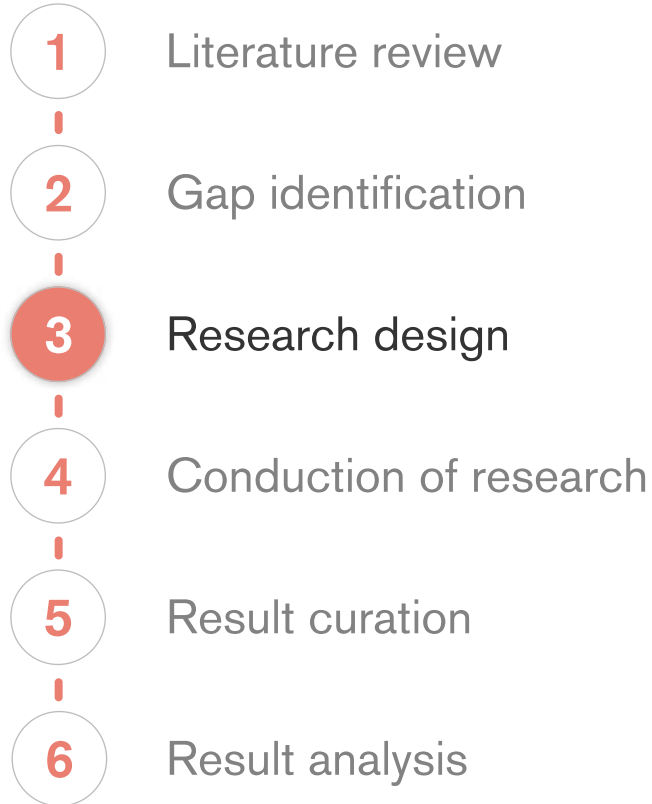 1 Literature review
2 Gap identification
3 Research design
4 Conduction of research
5 Result curation
6 Result analysis